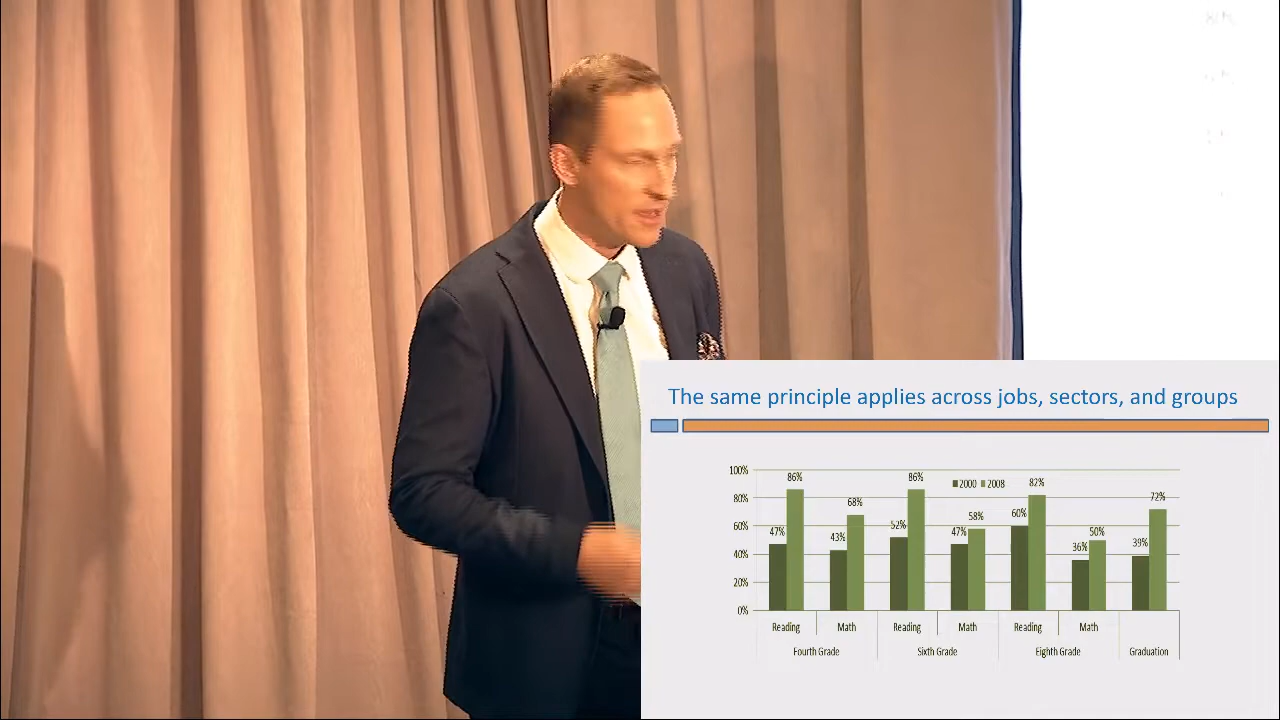 The same principle applies across jobs, sectors, and groups
100%
80%
60%
40%
20%
0%
2000 2008
47% 86% 43% 68% 52% 86% 47% 58% 60% 82% 36% 50% 39% 72%
Reading Math Reading Math Reading Math
Fourth Grade Sixth Grade Eighth Grade Graduation